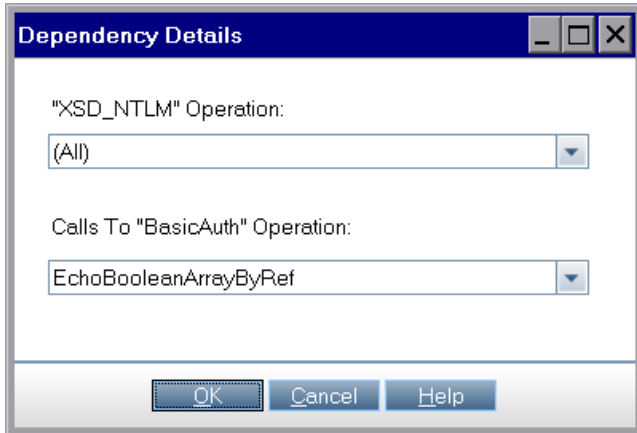 Dependency Details
"XSD_NTLM" Operation:
(All)
Calls To "BasicAuth" Operation:
EchoBooleanArrayByRef
OK Cancel Help